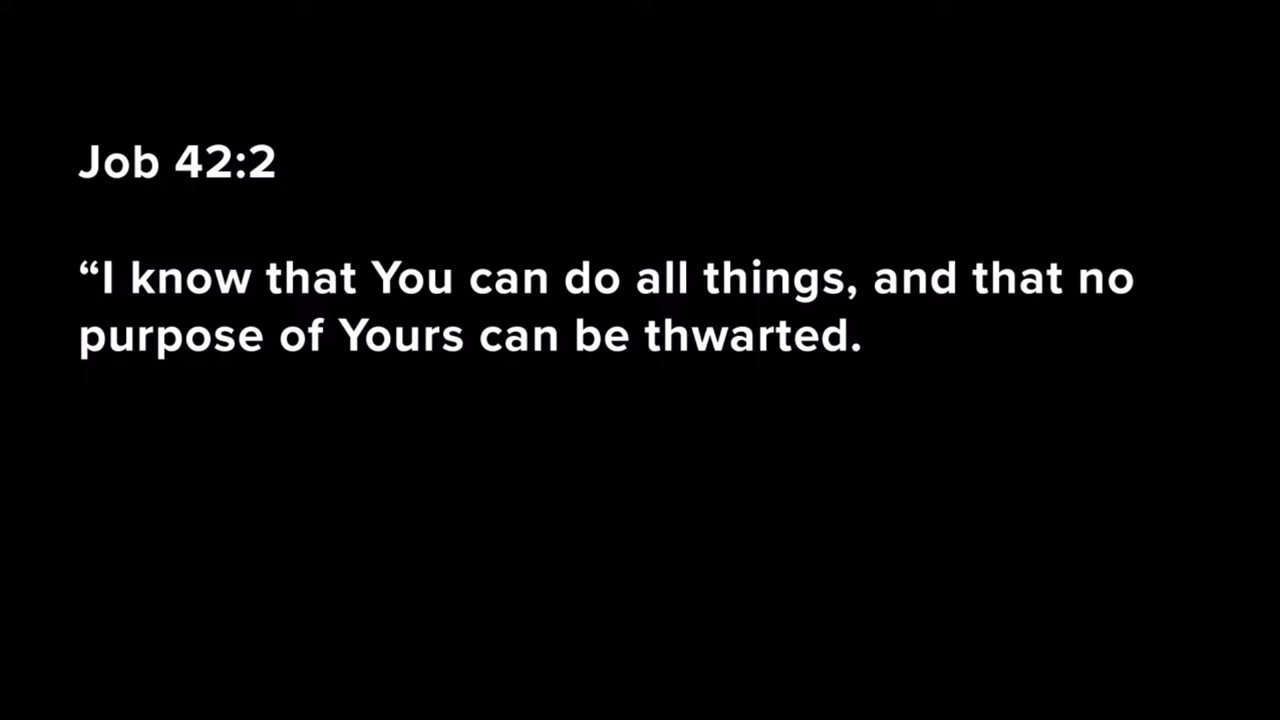 Job 42:2
“I know that You can do all things, and that no
purpose of Yours can be thwarted.